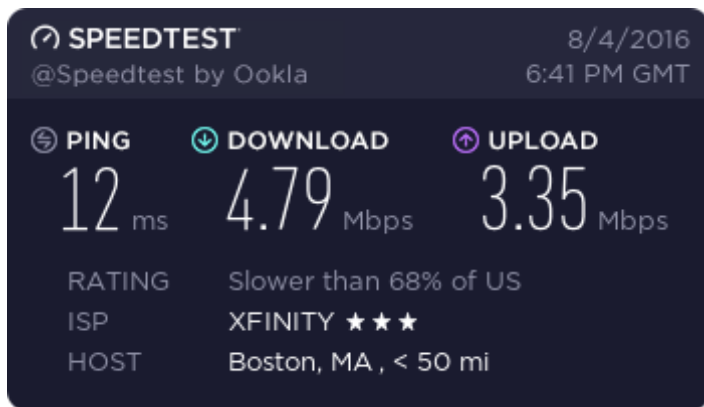 SPEEDTEST 8/4/2016
@Speedtest by Ookla 6:41 PM GMT
PING DOWNLOAD UPLOAD
12 ms 4.79 Mbps 3.35 Mbps
RATING Slower than 68% of US
ISP XFINITY ★★★
HOST Boston, MA , < 50 mi